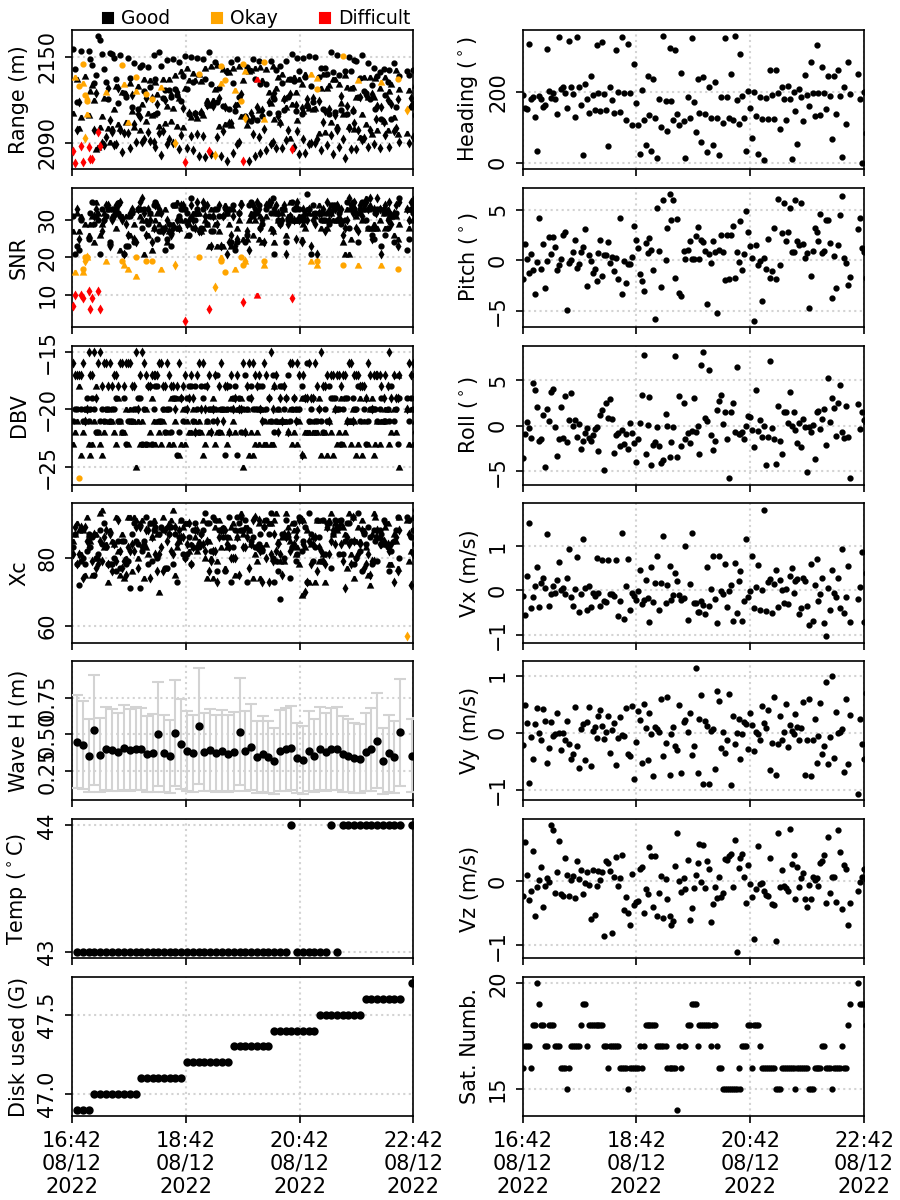 Good Okay Difficult
Range (m)
2150
2090
Heading (°)
200
0
SNR
30
20
10
Pitch (°)
5
0
−5
DBV
−15
−20
−25
Roll (°)
5
0
−5
Xc
80
60
Vx (m/s)
1
0
−1
Wave H (m)
0.75
0.50
0.25
Vy (m/s)
1
0
−1
Temp (°C)
44
43
Vz (m/s)
0
−1
Disk used (G)
47.5
47.0
Sat. Numb.
20
15
16:42 18:42 20:42 22:42 16:42 18:42 20:42 22:42
08/12 08/12 08/12 08/12 08/12 08/12 08/12 08/12
2022 2022 2022 2022 2022 2022 2022 2022